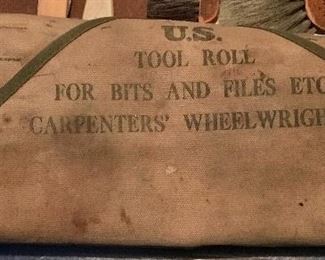 U.S.
TOOL ROLL
FOR BITS AND FILES ETC
CARPENTERS' WHEELWRIGH